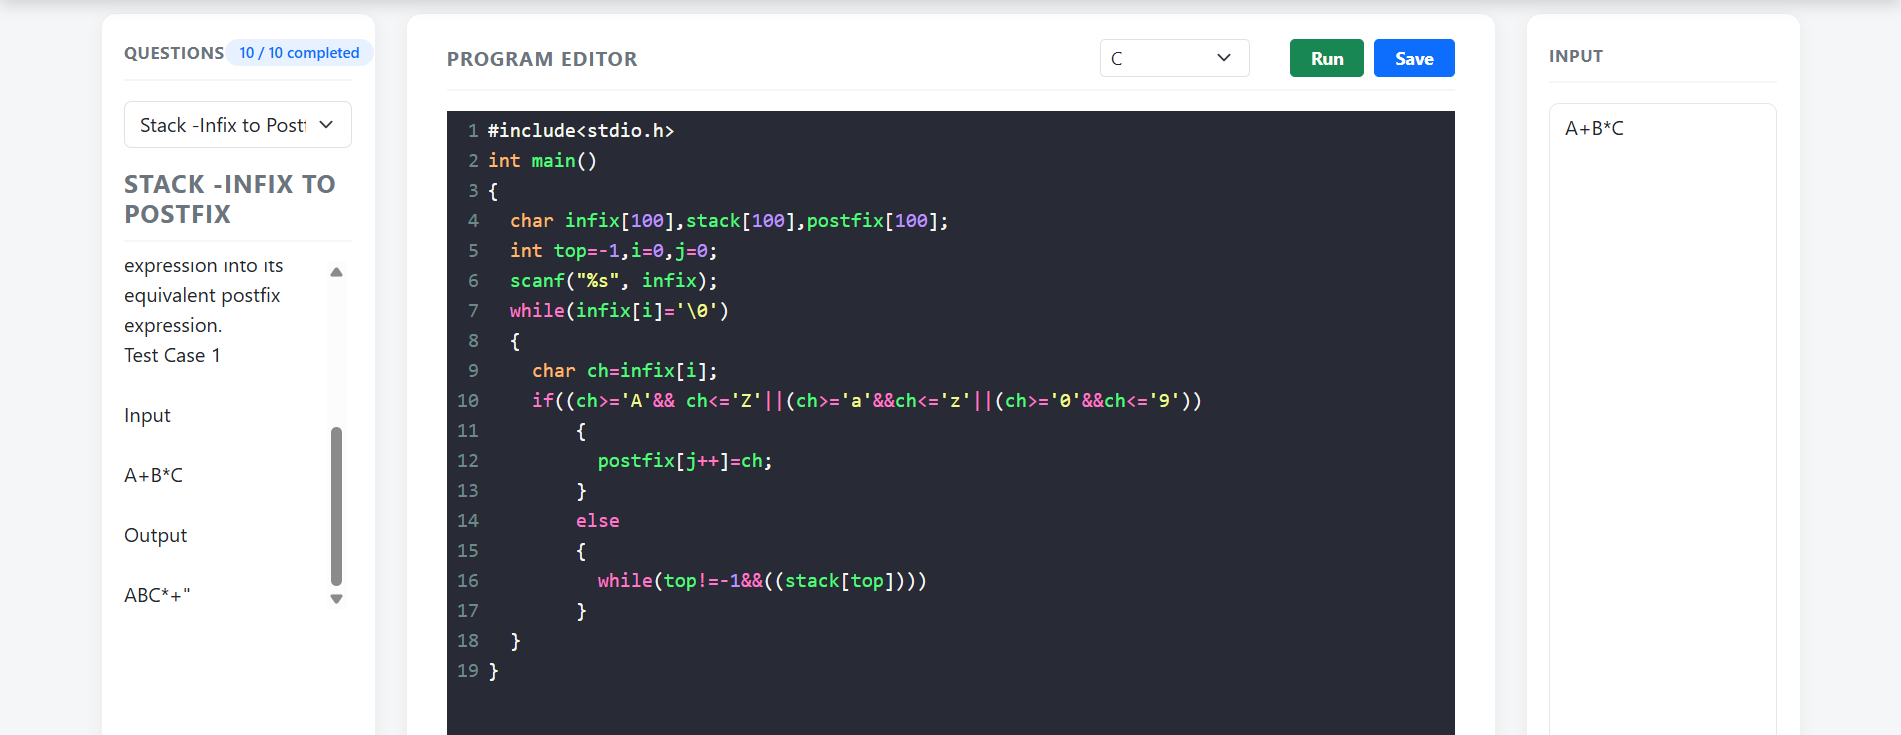 QUESTIONS
10 / 10 completed
Stack -Infix to Postf
STACK -INFIX TO
POSTFIX
expression into its
equivalent postfix
expression.
Test Case 1
Input
A+B*C
Output
ABC*+"
PROGRAM EDITOR
C
Run
Save
1 #include<stdio.h>
2 int main()
3 {
4   char infix[100],stack[100],postfix[100];
5   int top=-1,i=0,j=0;
6   scanf("%s", infix);
7   while(infix[i]='\0')
8   {
9     char ch=infix[i];
10     if((ch>='A'&& ch<='Z'||(ch>='a'&&ch<='z'||(ch>='0'&&ch<='9'))
11         {
12           postfix[j++]=ch;
13         }
14         else
15         {
16           while(top!=-1&&((stack[top])))
17         }
18   }
19 }
INPUT
A+B*C